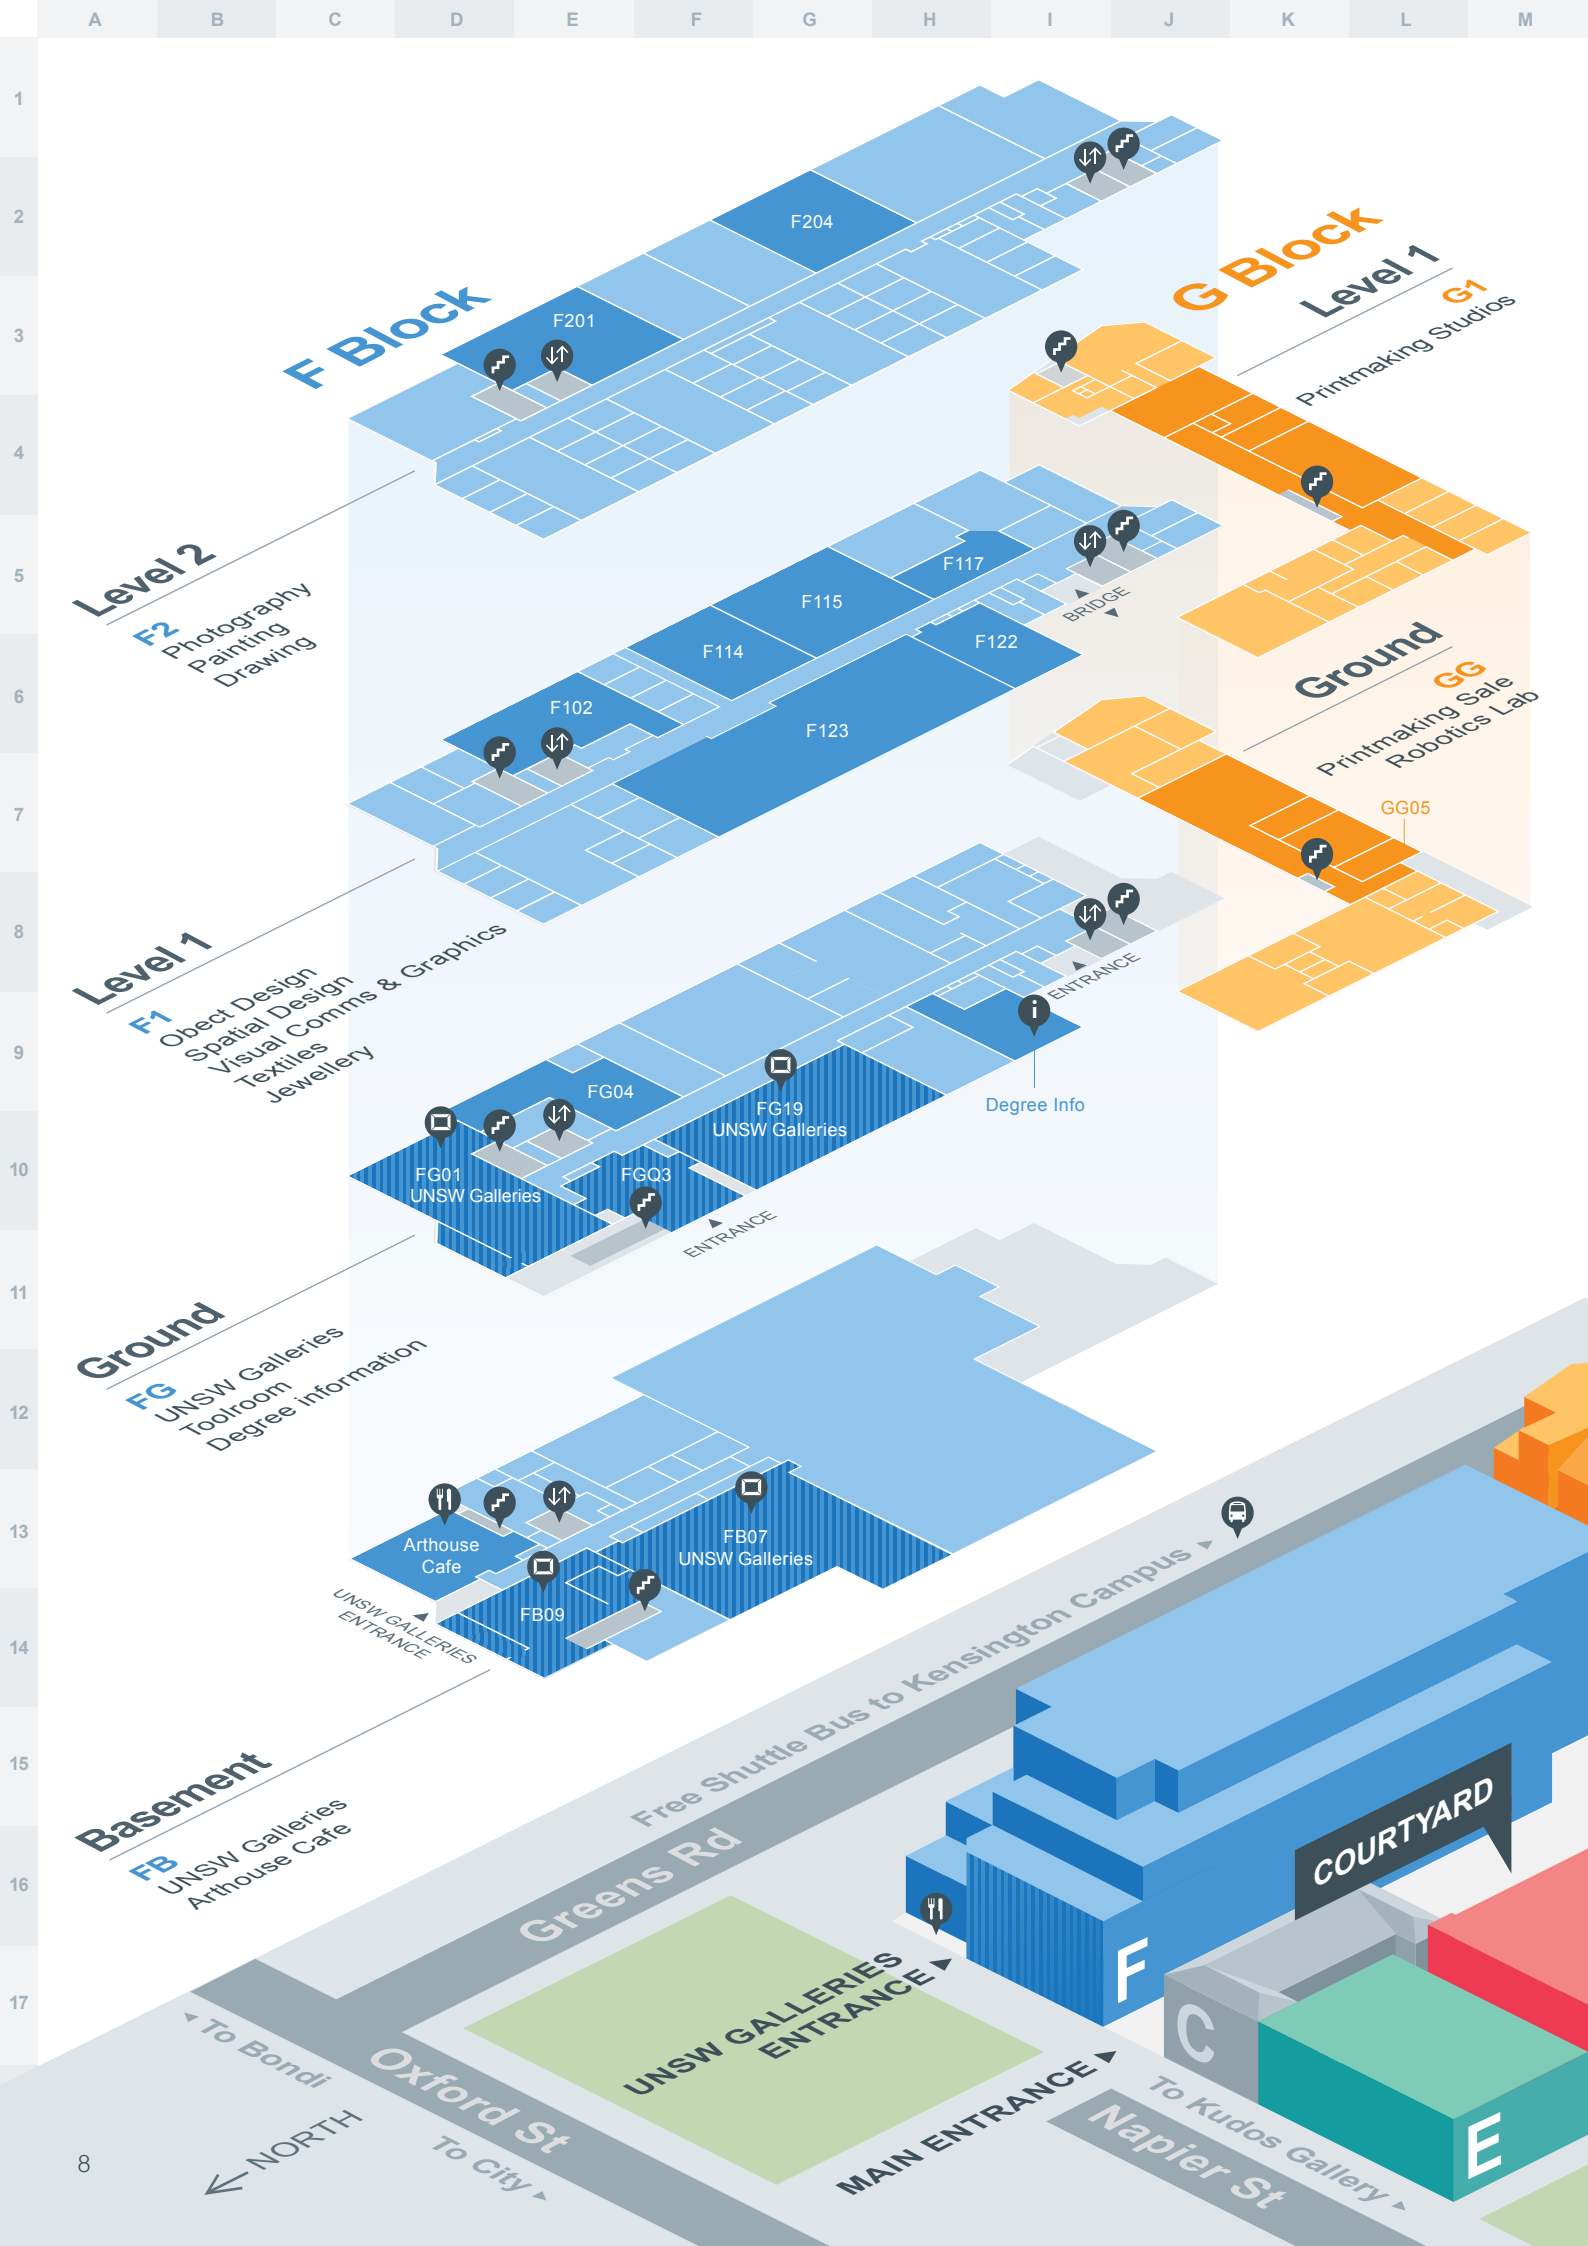 A B C D E F G H I J K L M
1
2
3
4
5
6
7
8
9
10
11
12
13
14
15
16
17
F Block
F204
F201
Level 2
F2
Photography
Painting
Drawing
G Block
Level 1
G1
Printmaking Studios
F117
F115
F114
F122
F102
F123
BRIDGE
Level 1
F1
Obect Design
Spatial Design
Visual Comms & Graphics
Textiles
Jewellery
Ground
GG
Printmaking Sale
Robotics Lab
GG05
FG04
FG19
UNSW Galleries
FG01
UNSW Galleries
FGQ3
ENTRANCE
ENTRANCE
i
Degree Info
Ground
FG
UNSW Galleries
Toolroom
Degree information
Arthouse
Cafe
FB07
UNSW Galleries
FB09
UNSW GALLERIES
ENTRANCE
Basement
FB
UNSW Galleries
Arthouse Cafe
Free Shuttle Bus to Kensington Campus
Greens Rd
COURTYARD
F
C
E
UNSW GALLERIES
ENTRANCE
MAIN ENTRANCE
To Bondi
Oxford St
To City
NORTH
Napier St
To Kudos Gallery
8